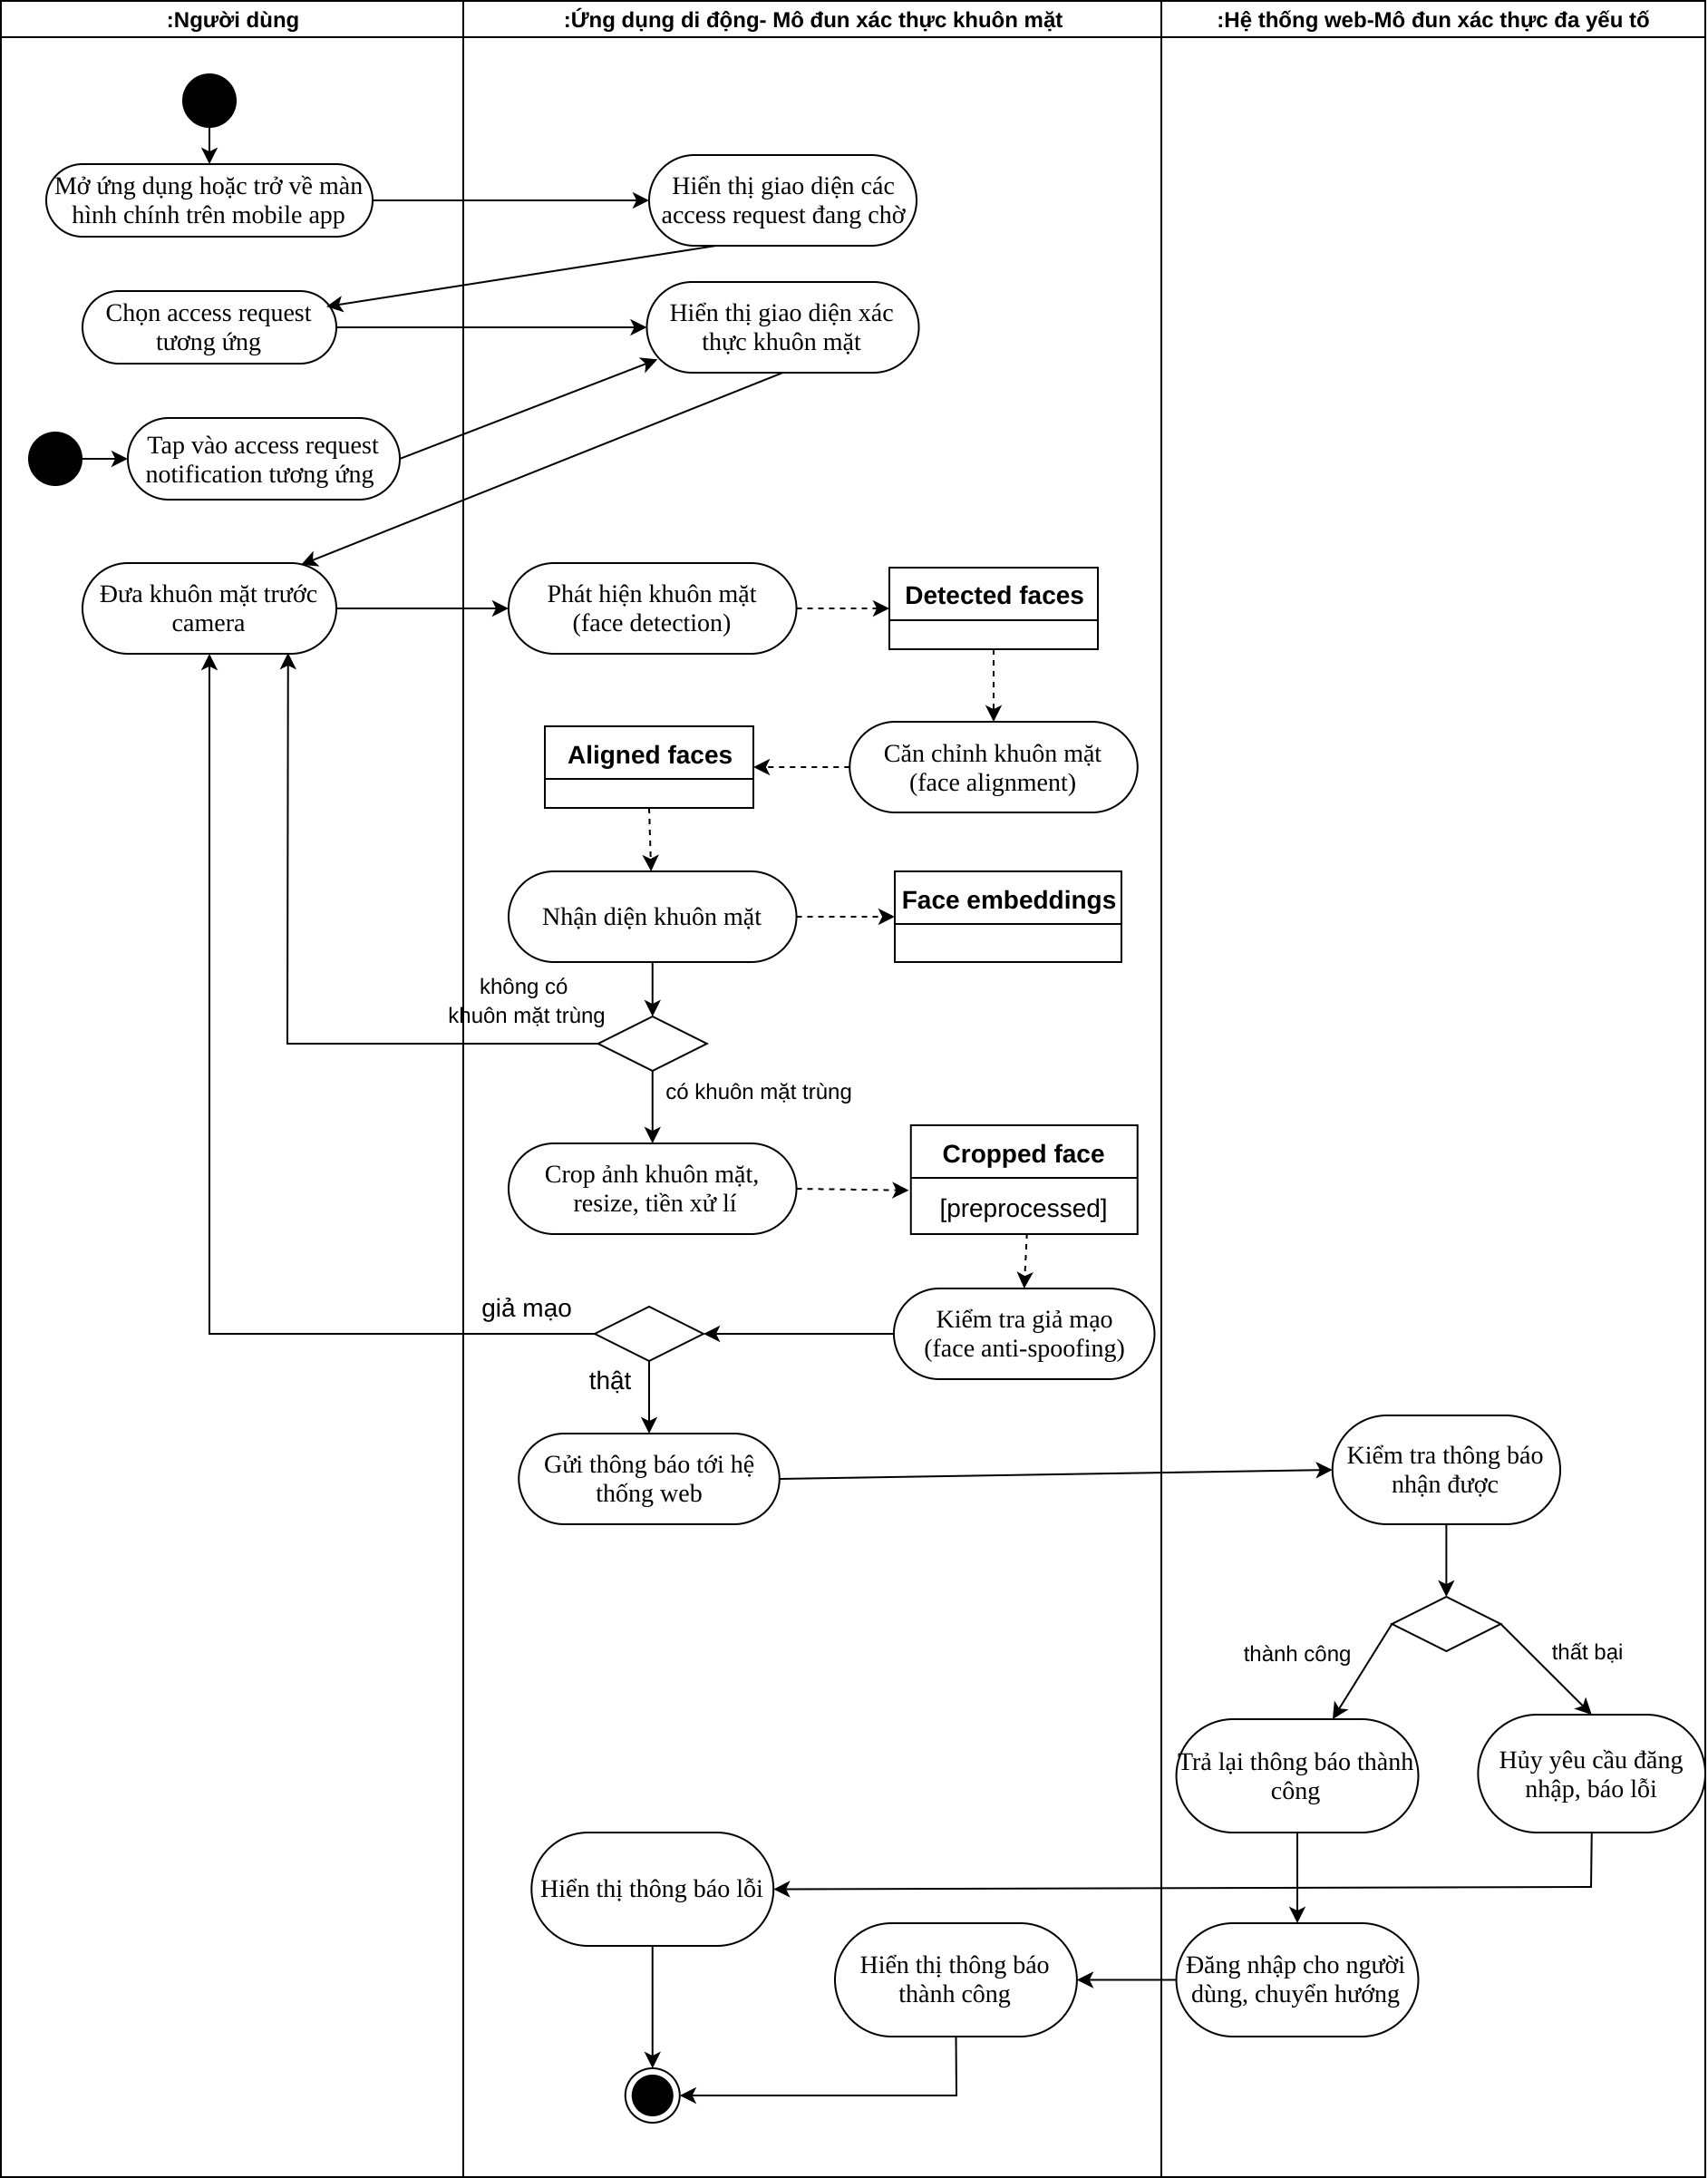 :Người dùng
:Ứng dụng di động- Mô đun xác thực khuôn mặt
:Hệ thống web-Mô đun xác thực đa yếu tố
Mở ứng dụng hoặc trở về màn
hình chính trên mobile app
Hiển thị giao diện các
access request đang chờ
Chọn access request
tương ứng
Hiển thị giao diện xác
thực khuôn mặt
Tap vào access request
notification tương ứng
Đưa khuôn mặt trước
camera
Phát hiện khuôn mặt
(face detection)
Detected faces
Aligned faces
Căn chỉnh khuôn mặt
(face alignment)
Nhận diện khuôn mặt
Face embeddings
không có
khuôn mặt trùng
có khuôn mặt trùng
Crop ảnh khuôn mặt,
resize, tiền xử lí
Cropped face
[preprocessed]
giả mạo
Kiểm tra giả mạo
(face anti-spoofing)
thật
Gửi thông báo tới hệ
thống web
Kiểm tra thông báo
nhận được
thành công
thất bại
Trả lại thông báo thành
công
Hủy yêu cầu đăng
nhập, báo lỗi
Hiển thị thông báo lỗi
Hiển thị thông báo
thành công
Đăng nhập cho người
dùng, chuyển hướng